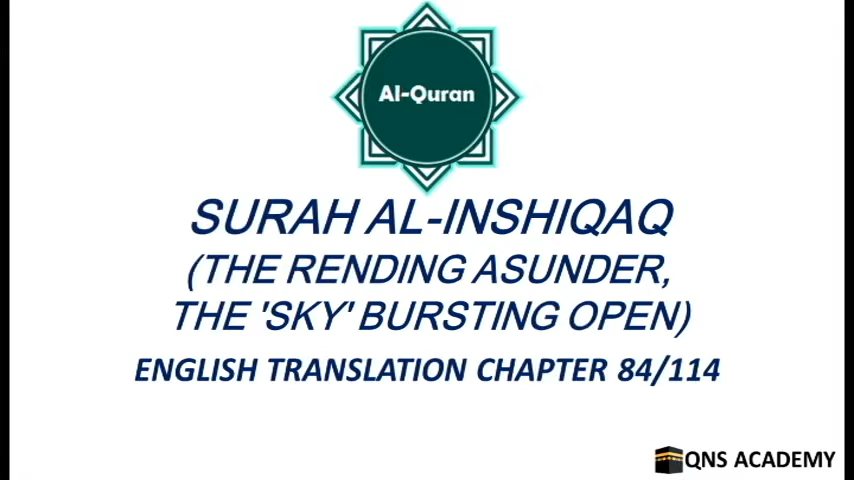 Al-Quran
SURAH AL-INSHIQAQ
(THE RENDING ASUNDER,
THE 'SKY' BURSTING OPEN)
ENGLISH TRANSLATION CHAPTER 84/114
QNS ACADEMY